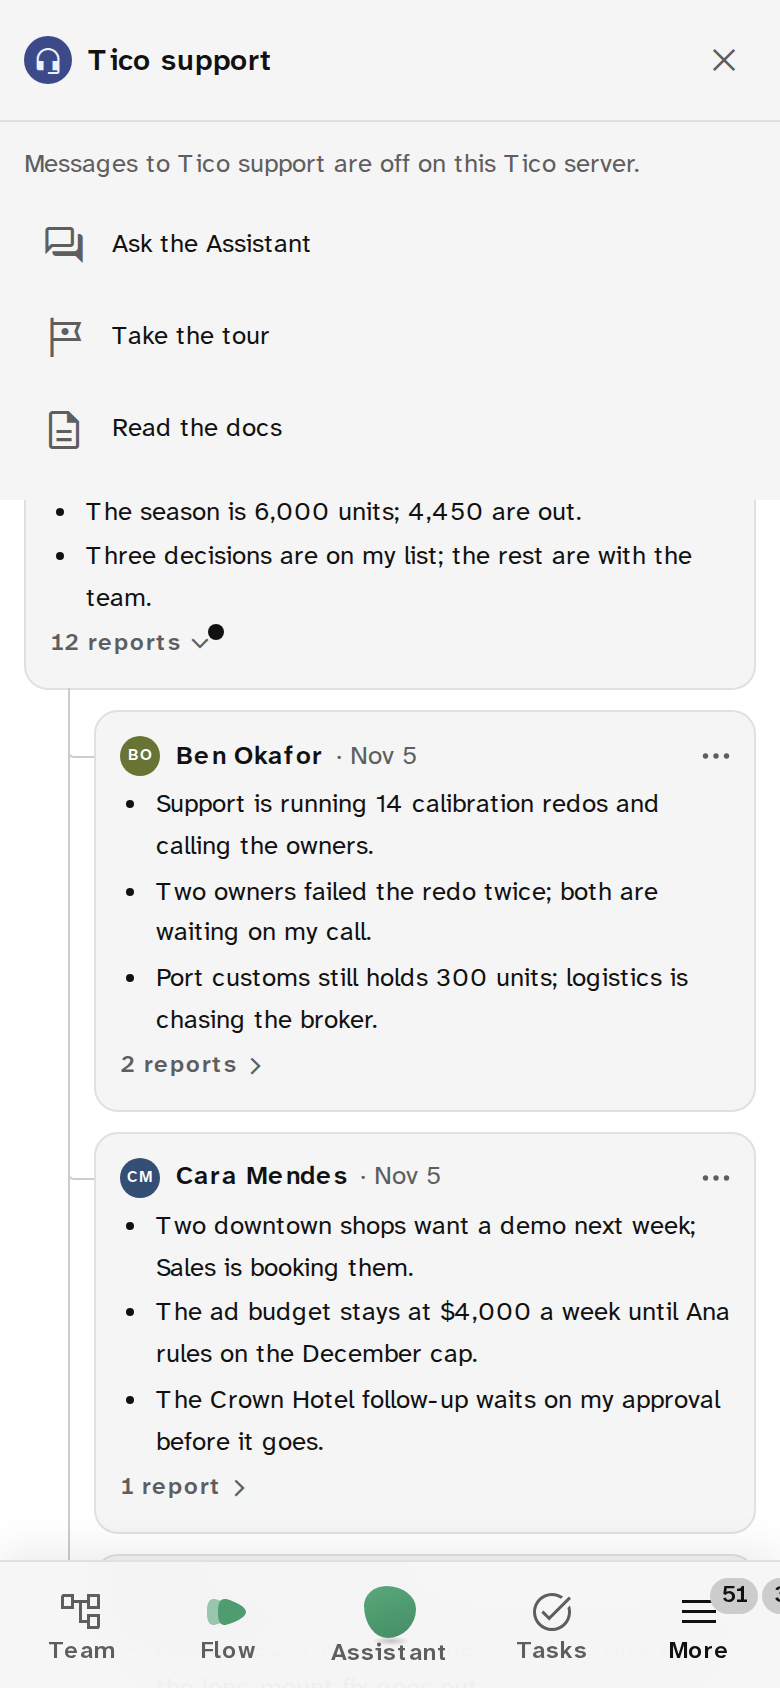 Tico support
Messages to Tico support are off on this Tico server.
Ask the Assistant
Take the tour
Read the docs
The season is 6,000 units; 4,450 are out.
Three decisions are on my list; the rest are with the
team.
12 reports
BO Ben Okafor · Nov 5
Support is running 14 calibration redos and
calling the owners.
Two owners failed the redo twice; both are
waiting on my call.
Port customs still holds 300 units; logistics is
chasing the broker.
2 reports
CM Cara Mendes · Nov 5
Two downtown shops want a demo next week;
Sales is booking them.
The ad budget stays at $4,000 a week until Ana
rules on the December cap.
The Crown Hotel follow-up waits on my approval
before it goes.
1 report
51
Team Flow Assistant Tasks More
the lens-mount fix goes out